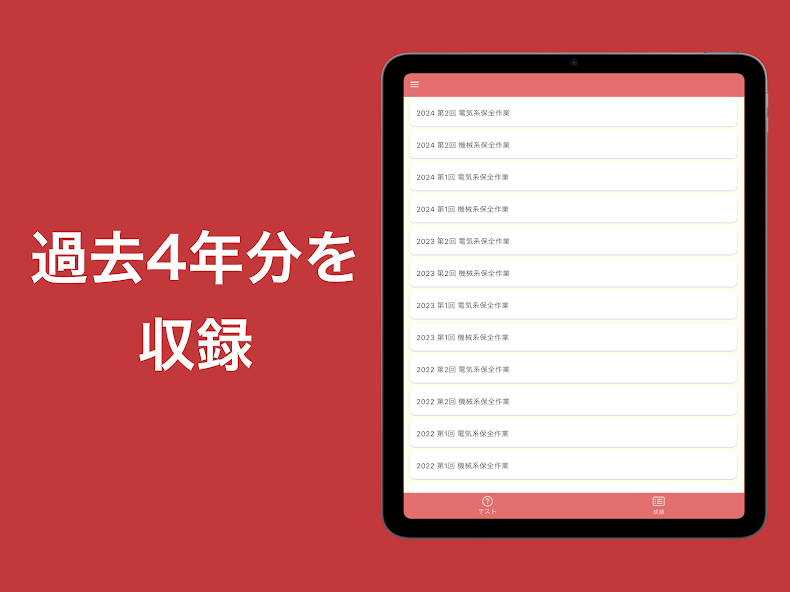 過去4年分を
収録
2024 第2回 電気系保全作業
2024 第2回 機械系保全作業
2024 第1回 電気系保全作業
2024 第1回 機械系保全作業
2023 第2回 電気系保全作業
2023 第2回 機械系保全作業
2023 第1回 電気系保全作業
2023 第1回 機械系保全作業
2022 第2回 電気系保全作業
2022 第2回 機械系保全作業
2022 第1回 電気系保全作業
2022 第1回 機械系保全作業
テスト
成績